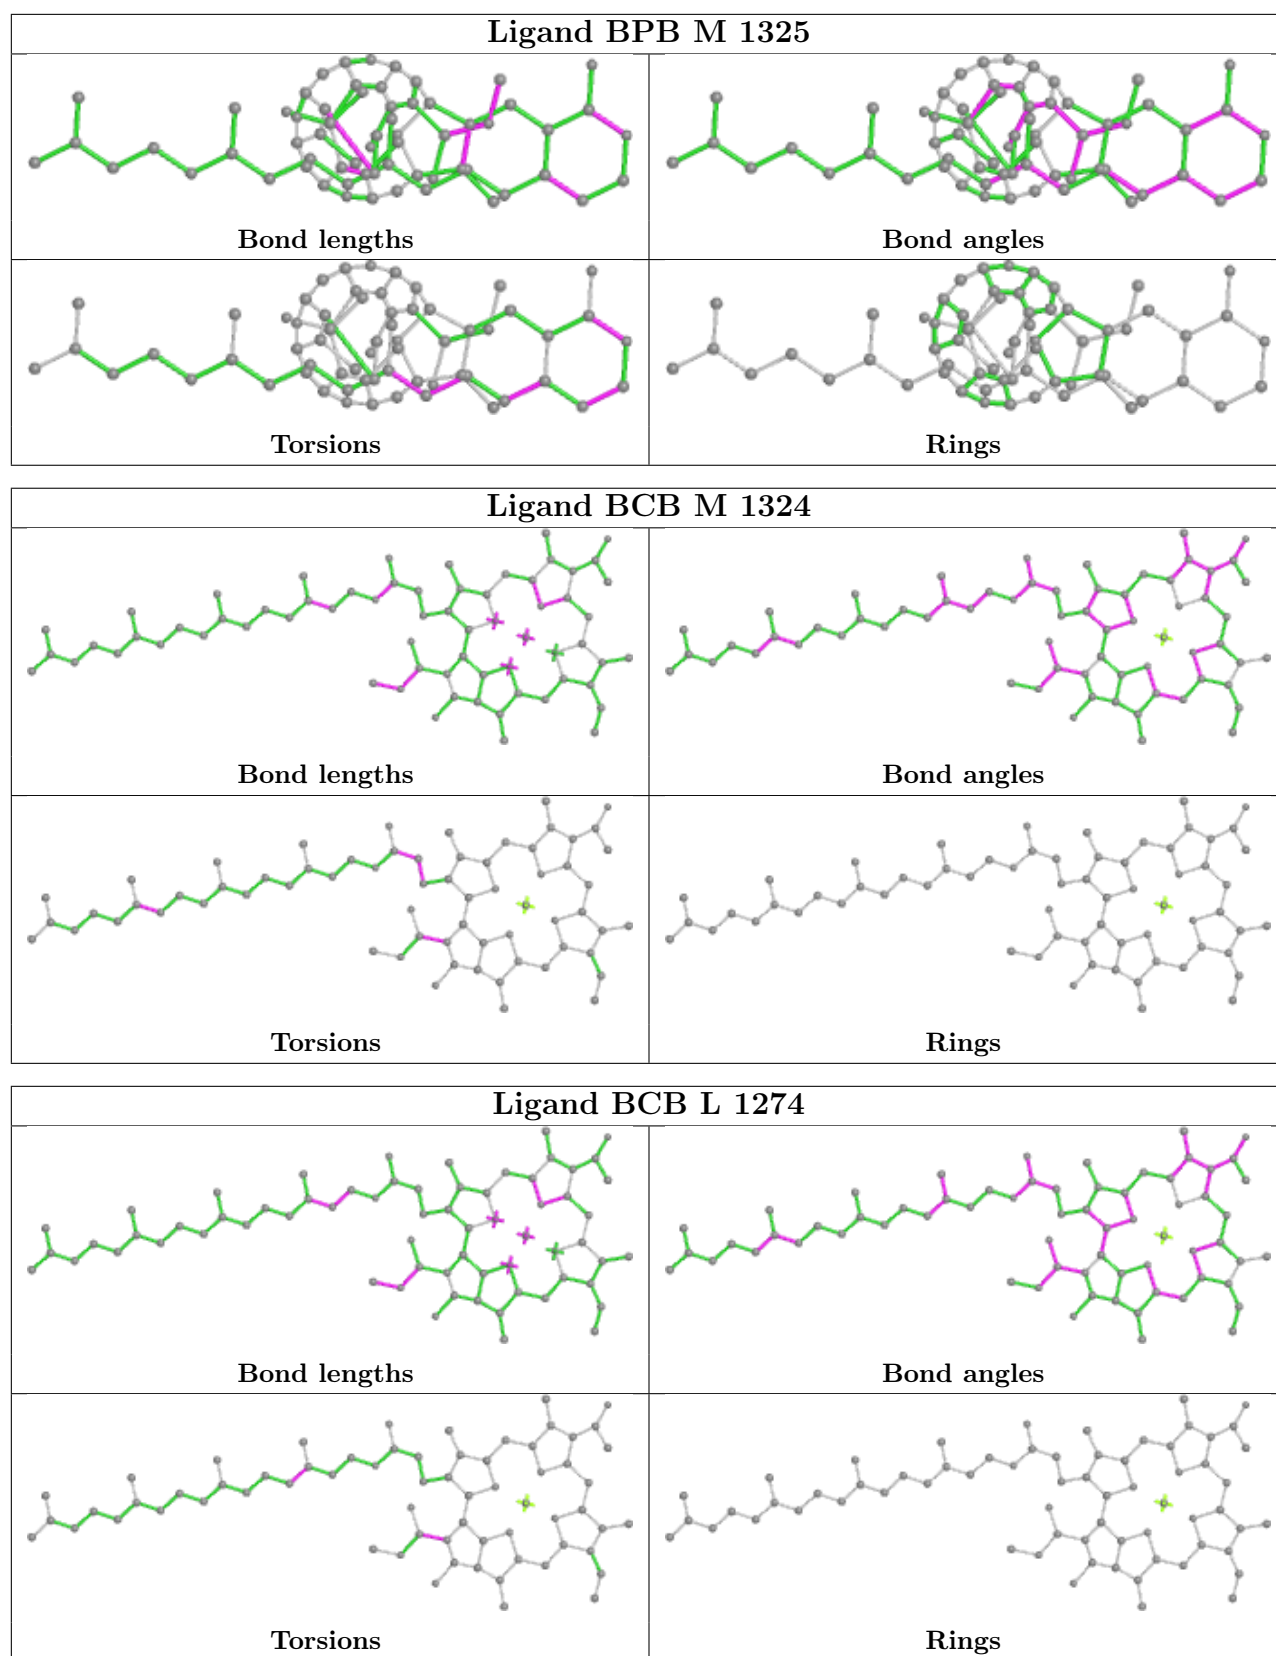 Ligand BPB M 1325
Bond lengths
Bond angles
Torsions
Rings
Ligand BCB M 1324
Bond lengths
Bond angles
Torsions
Rings
Ligand BCB L 1274
Bond lengths
Bond angles
Torsions
Rings